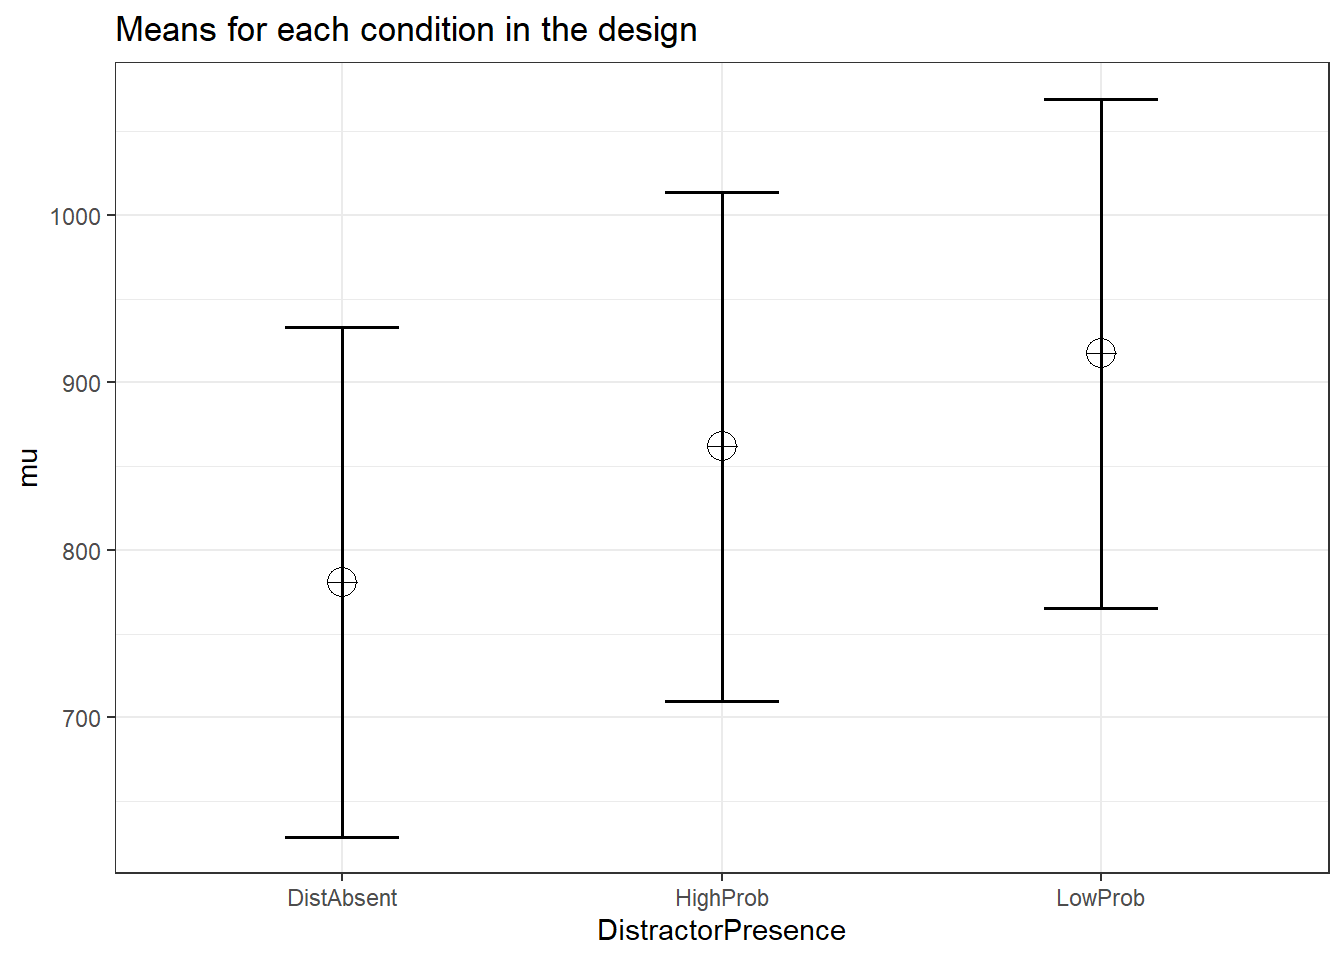 Means for each condition in the design
mu
1000
900
800
700
DistAbsent HighProb LowProb
DistractorPresence